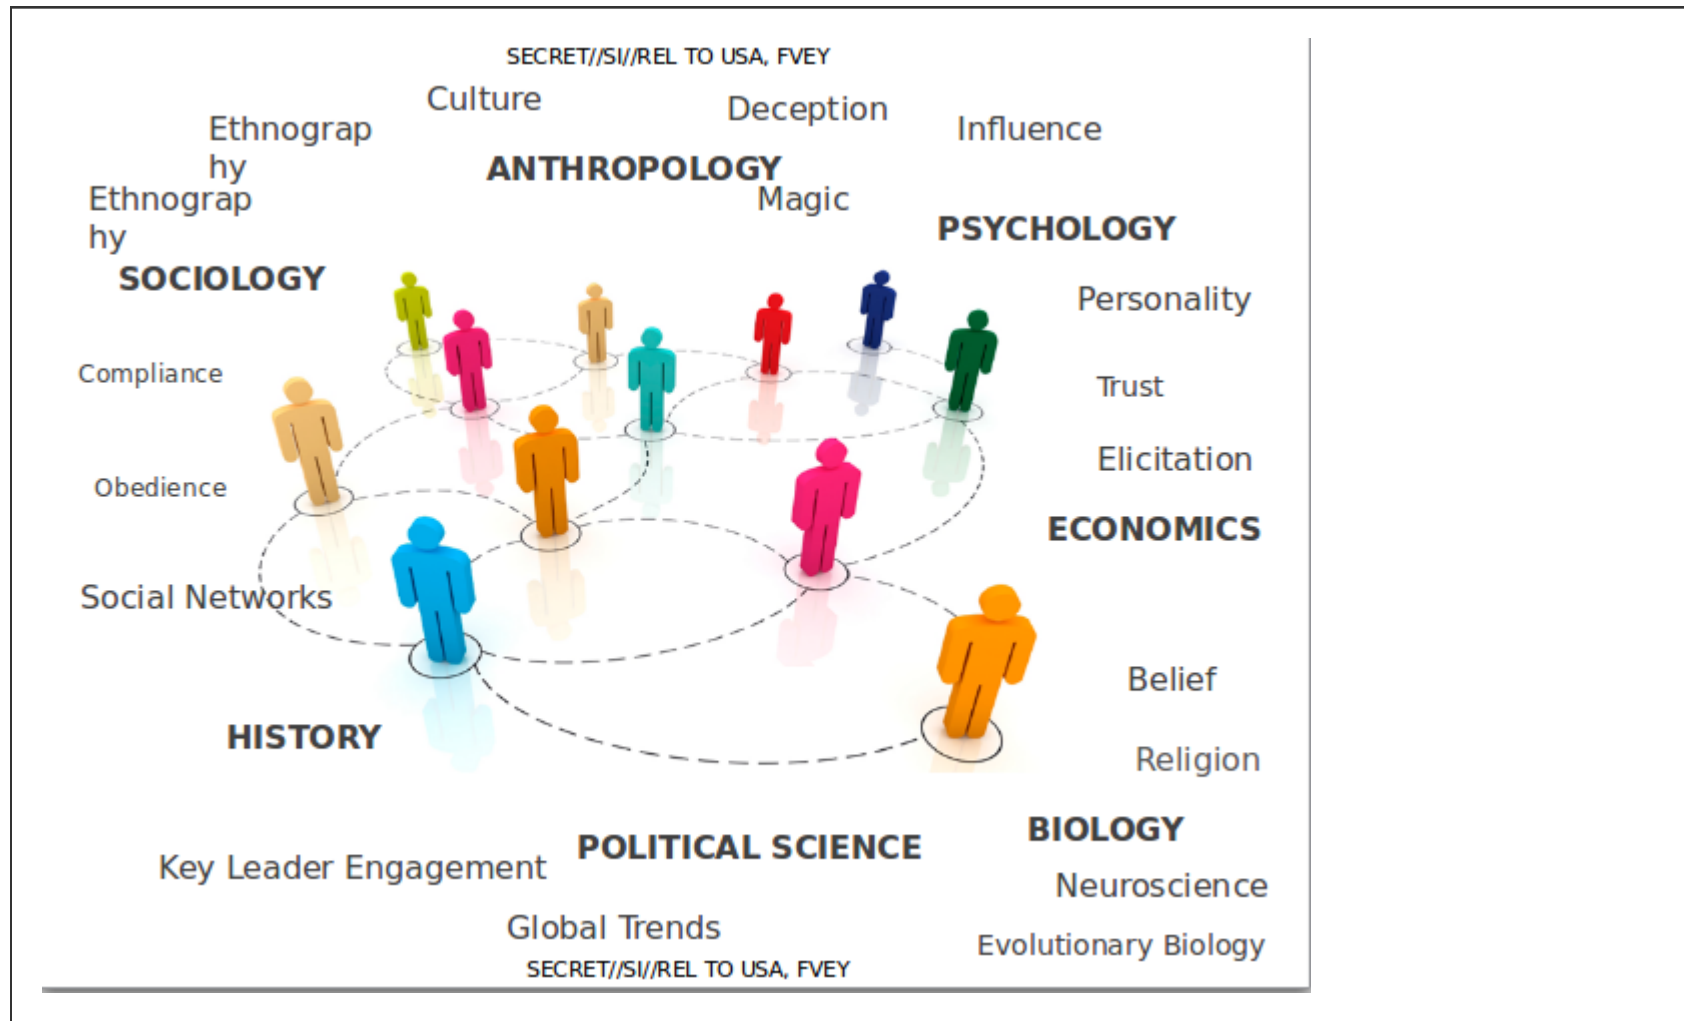 SECRET//SI//REL TO USA, FVEY
Culture
Deception
Influence
Ethnograp
hy
ANTHROPOLOGY
Magic
Ethnograp
hy
PSYCHOLOGY
SOCIOLOGY
Personality
Compliance
Trust
Elicitation
Obedience
ECONOMICS
Social Networks
Belief
HISTORY
Religion
BIOLOGY
POLITICAL SCIENCE
Key Leader Engagement
Neuroscience
Global Trends
Evolutionary Biology
SECRET//SI//REL TO USA, FVEY